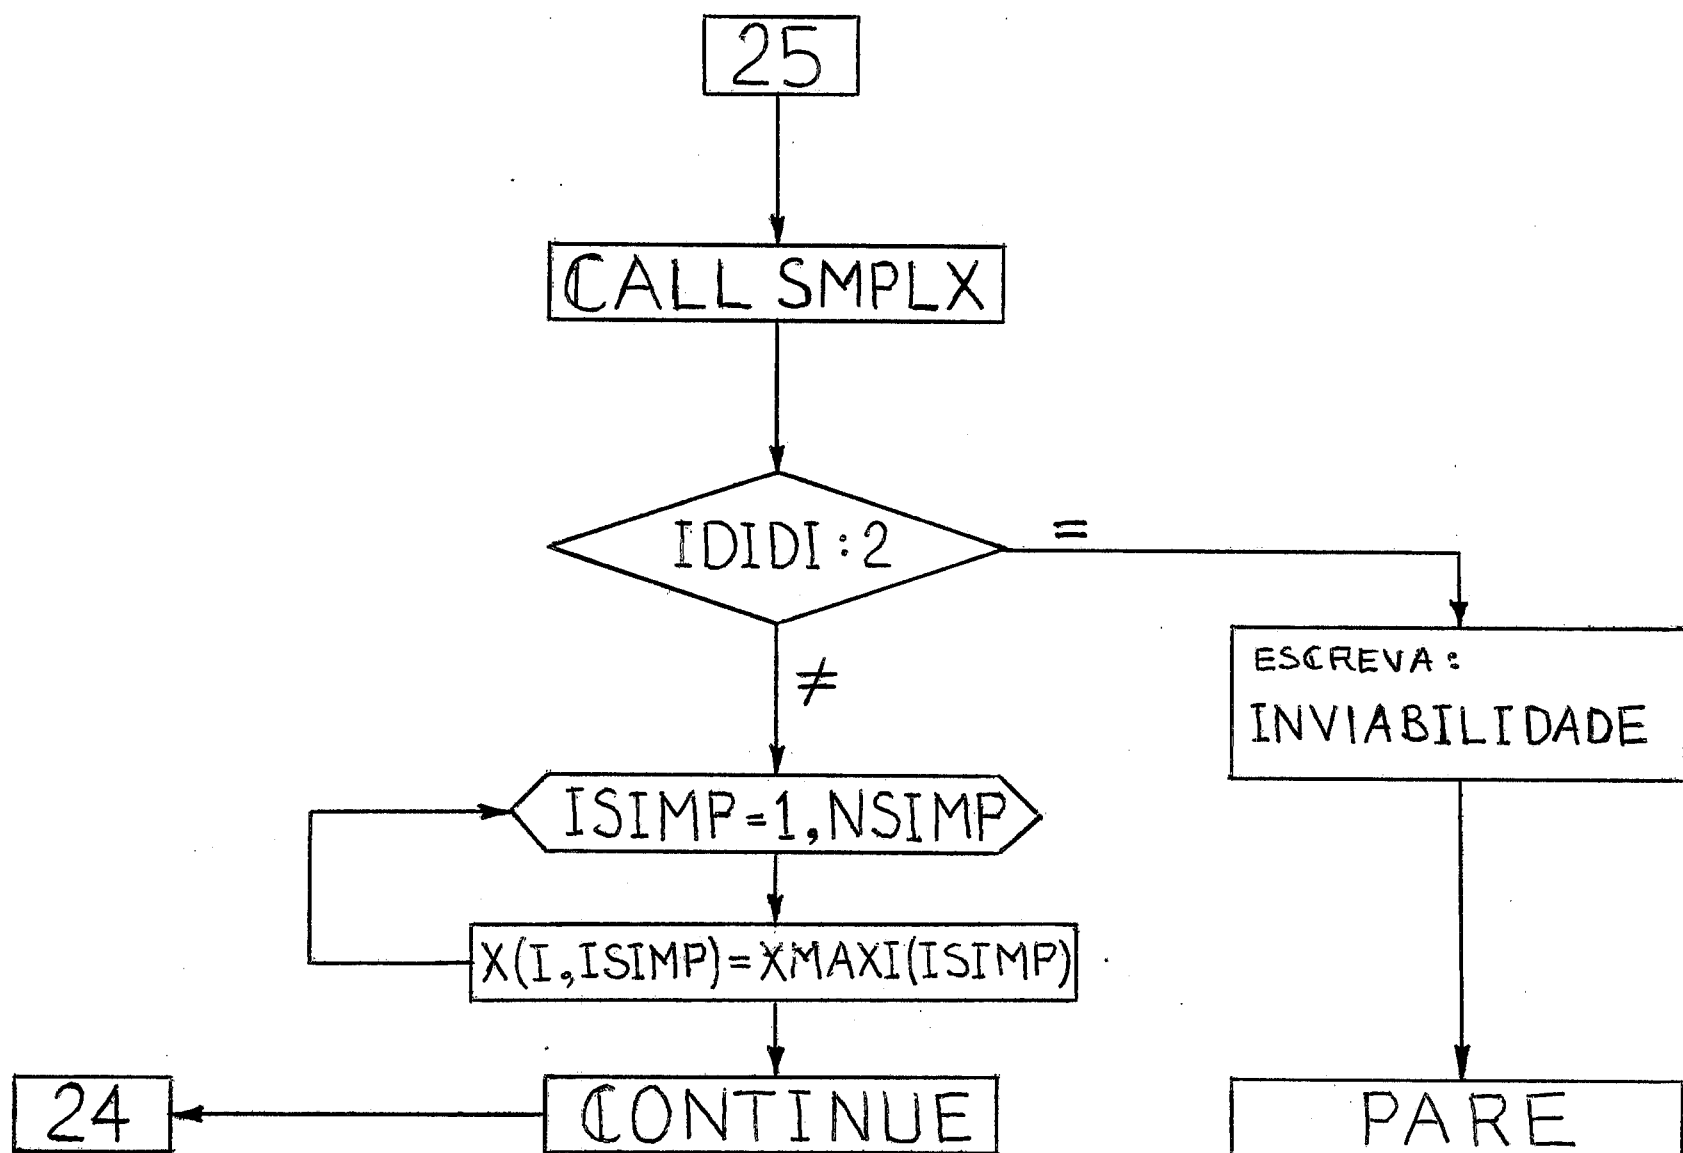 25
CALL SMPLX
IDIDI : 2
=
≠
ESCREVA :
INVIABILIDADE
ISIMP=1,NSIMP
X(I,ISIMP)=XMAXI(ISIMP)
24
CONTINUE
PARE